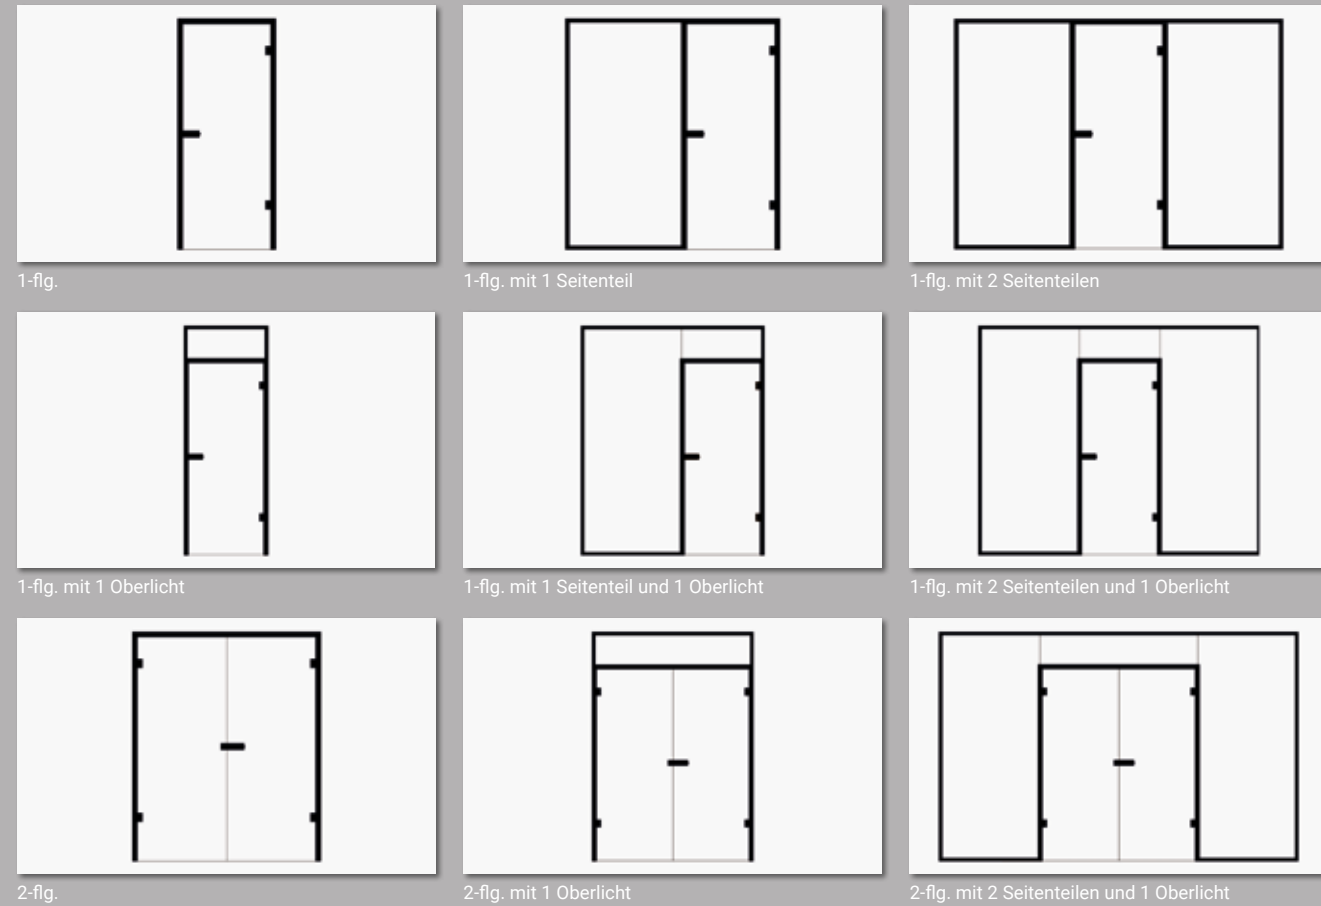 1-flg.
1-flg. mit 1 Seitenteil
1-flg. mit 2 Seitenteilen
1-flg. mit 1 Oberlicht
1-flg. mit 1 Seitenteil und 1 Oberlicht
1-flg. mit 2 Seitenteilen und 1 Oberlicht
2-flg.
2-flg. mit 1 Oberlicht
2-flg. mit 2 Seitenteilen und 1 Oberlicht